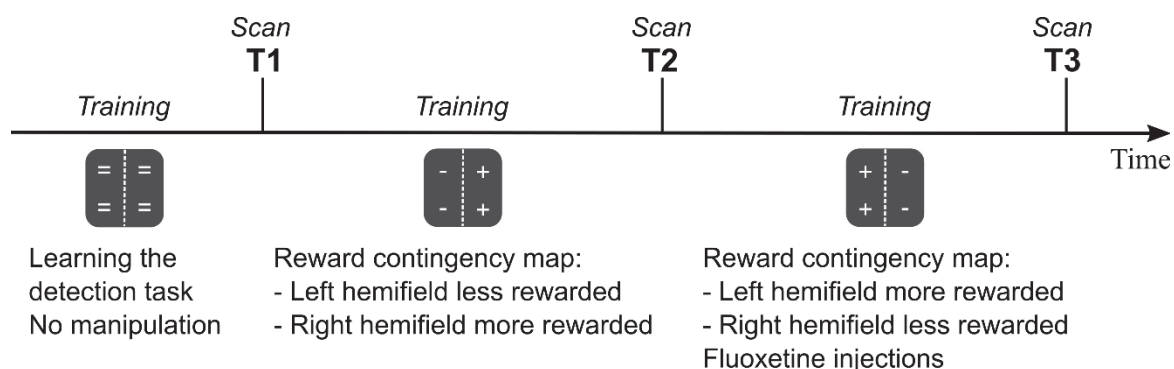 Scan Scan Scan
T1 T2 T3
Training Training Training
Time
= = - + + -
= = - + + -
Learning the Reward contingency map: Reward contingency map:
detection task - Left hemifield less rewarded - Left hemifield more rewarded
No manipulation - Right hemifield more rewarded - Right hemifield less rewarded
Fluoxetine injections